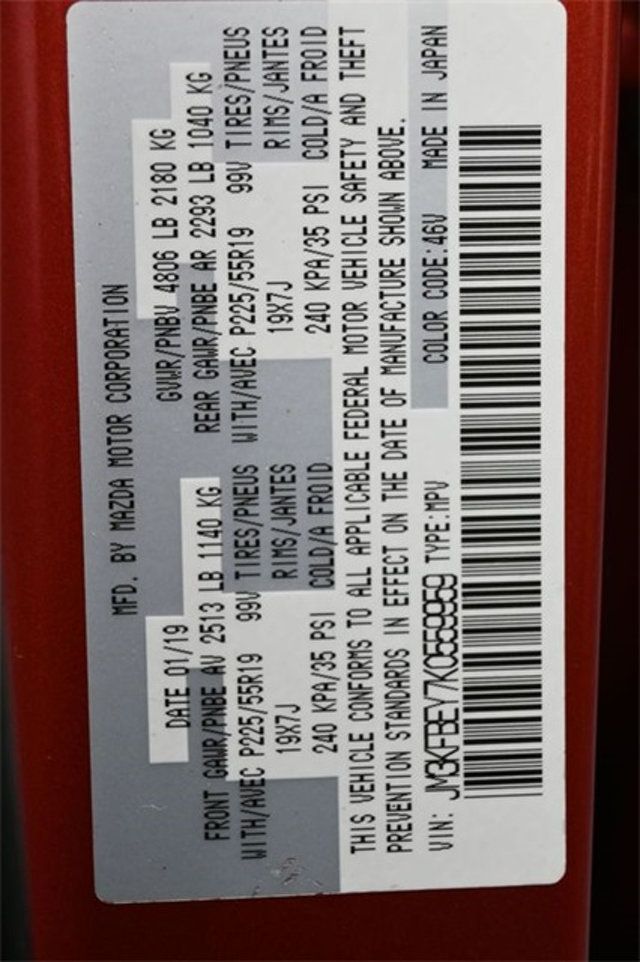 MFD. BY MAZDA MOTOR CORPORATION
DATE 01/19 GVWR/PNBV 4806 LB 2180 KG
FRONT GAWR/PNBE AV 2513 LB 1140 KG REAR GAWR/PNBE AR 2293 LB 1040 KG
WITH/AVEC P225/55R19 99V TIRES/PNEUS WITH/AVEC P225/55R19 99V TIRES/PNEUS
19X7J RIMS/JANTES 19X7J RIMS/JANTES
240 KPA/35 PSI COLD/A FROID 240 KPA/35 PSI COLD/A FROID
THIS VEHICLE CONFORMS TO ALL APPLICABLE FEDERAL MOTOR VEHICLE SAFETY AND THEFT
PREVENTION STANDARDS IN EFFECT ON THE DATE OF MANUFACTURE SHOWN ABOVE.
VIN: JM3KFBEY7K0559959 TYPE:MPV COLOR CODE:46V MADE IN JAPAN